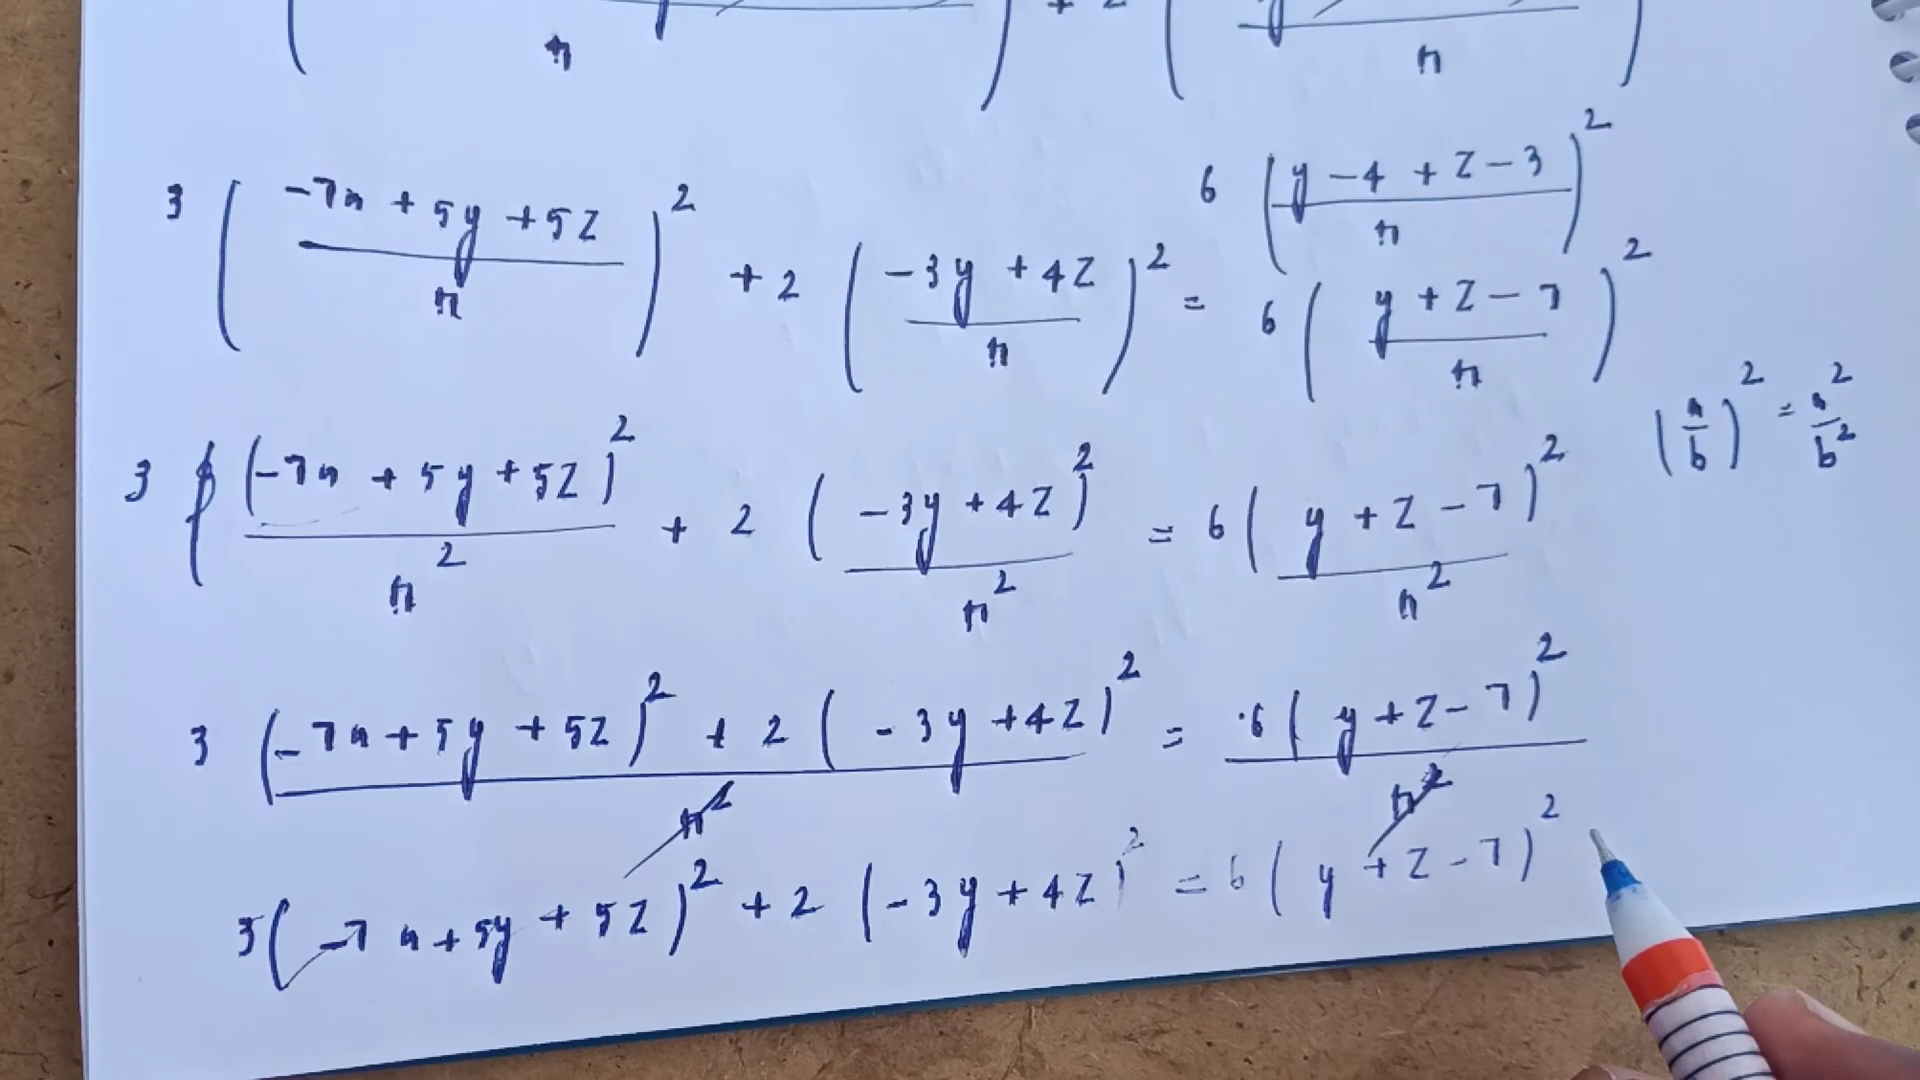 n ) + 2 ( n )
6 ( y - 4 + z - 3 / n )²
3 ( -7n + 5y + 5z / n )² + 2 ( -3y + 4z / n )² = 6 ( y + z - 7 / n )²
(a/b)² = a²/b²
3 { (-7n + 5y + 5z)² / n² + 2 ( -3y + 4z )² / n² = 6 ( y + z - 7 )² / n²
3 (-7n + 5y + 5z)² + 2 ( -3y + 4z )² / n² = 6 ( y + z - 7 )² / n²
3 ( -7n + 5y + 5z )² + 2 ( -3y + 4z )² = 6 ( y + z - 7 )²